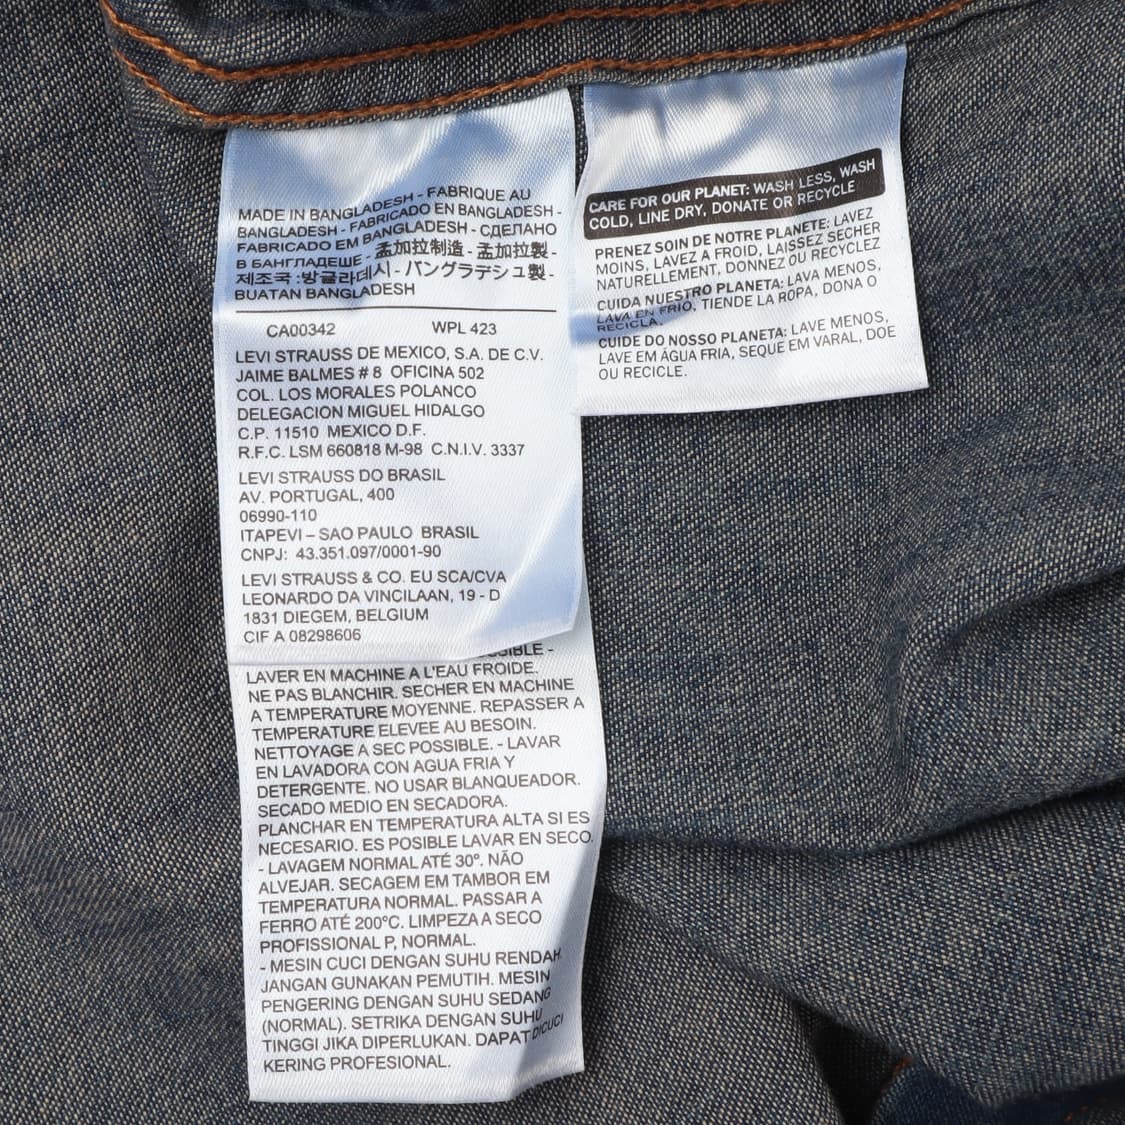 MADE IN BANGLADESH - FABRIQUE AU
BANGLADESH - FABRICADO EN BANGLADESH -
FABRICADO EM BANGLADESH - СДЕЛАНО
В БАНГЛАДЕШЕ - 孟加拉制造 - 孟加拉製 -
제조국 :방글라데시 - バングラデシュ製 -
BUATAN BANGLADESH
CA00342 WPL 423
LEVI STRAUSS DE MEXICO, S.A. DE C.V.
JAIME BALMES # 8 OFICINA 502
COL. LOS MORALES POLANCO
DELEGACION MIGUEL HIDALGO
C.P. 11510 MEXICO D.F.
R.F.C. LSM 660818 M-98 C.N.I.V. 3337
LEVI STRAUSS DO BRASIL
AV. PORTUGAL, 400
06990-110
ITAPEVI – SAO PAULO BRASIL
CNPJ: 43.351.097/0001-90
LEVI STRAUSS & CO. EU SCA/CVA
LEONARDO DA VINCILAAN, 19 - D
1831 DIEGEM, BELGIUM
CIF A 08298606
LAVER EN MACHINE A L'EAU FROIDE.
NE PAS BLANCHIR. SECHER EN MACHINE
A TEMPERATURE MOYENNE. REPASSER A
TEMPERATURE ELEVEE AU BESOIN.
NETTOYAGE A SEC POSSIBLE. - LAVAR
EN LAVADORA CON AGUA FRIA Y
DETERGENTE. NO USAR BLANQUEADOR.
SECADO MEDIO EN SECADORA.
PLANCHAR EN TEMPERATURA ALTA SI ES
NECESARIO. ES POSIBLE LAVAR EN SECO.
- LAVAGEM NORMAL ATÉ 30°. NÃO
ALVEJAR. SECAGEM EM TAMBOR EM
TEMPERATURA NORMAL. PASSAR A
FERRO ATÉ 200°C. LIMPEZA A SECO
PROFISSIONAL P, NORMAL.
- MESIN CUCI DENGAN SUHU RENDAH.
JANGAN GUNAKAN PEMUTIH. MESIN
PENGERING DENGAN SUHU SEDANG
(NORMAL). SETRIKA DENGAN SUHU
TINGGI JIKA DIPERLUKAN. DAPAT DICUCI
KERING PROFESIONAL.
CARE FOR OUR PLANET: WASH LESS, WASH
COLD, LINE DRY, DONATE OR RECYCLE
PRENEZ SOIN DE NOTRE PLANETE: LAVEZ
MOINS, LAVEZ A FROID, LAISSEZ SECHER
NATURELLEMENT, DONNEZ OU RECYCLEZ
CUIDA NUESTRO PLANETA: LAVA MENOS,
LAVA EN FRIO, TIENDE LA ROPA, DONA O
RECICLA.
CUIDE DO NOSSO PLANETA: LAVE MENOS,
LAVE EM ÁGUA FRIA, SEQUE EM VARAL, DOE
OU RECICLE.